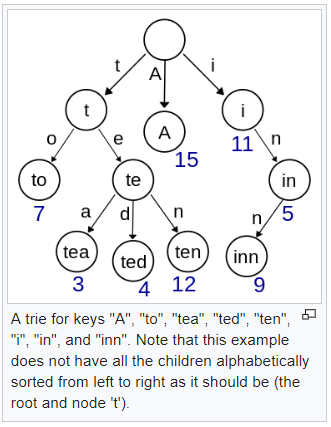 t A i
t A i
15 11
o e n
to te in
7 5
a d n n
tea ted ten inn
3 4 12 9
A trie for keys "A", "to", "tea", "ted", "ten",
"i", "in", and "inn". Note that this example
does not have all the children alphabetically
sorted from left to right as it should be (the
root and node 't').